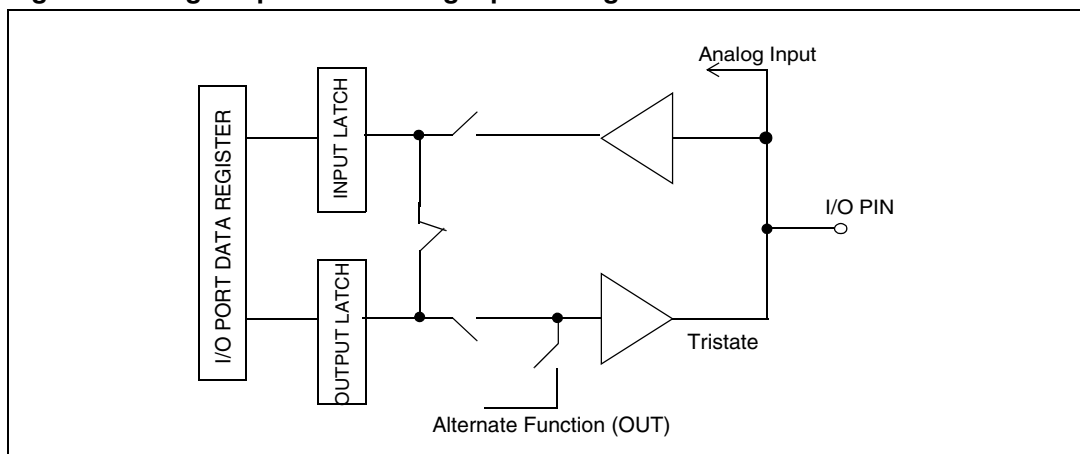 Analog Input
I/O PORT DATA REGISTER
INPUT LATCH
I/O PIN
OUTPUT LATCH
Tristate
Alternate Function (OUT)